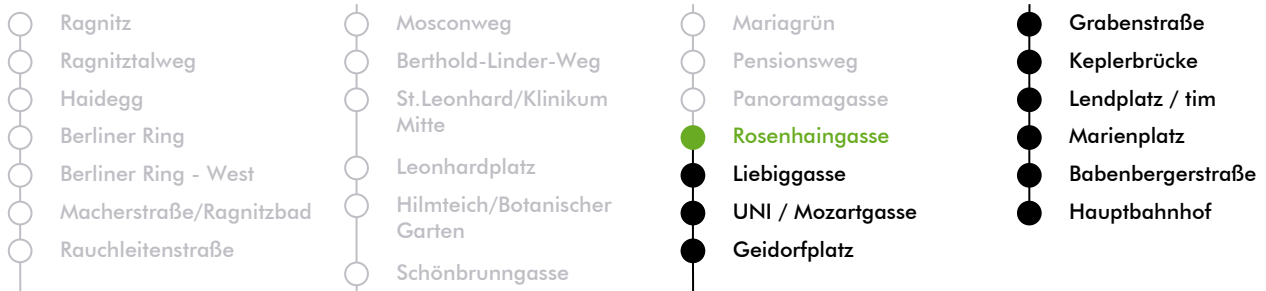 Ragnitz
Ragnitztalweg
Haidegg
Berliner Ring
Berliner Ring - West
Macherstraße/Ragnitzbad
Rauchleitenstraße
Mosconweg
Berthold-Linder-Weg
St.Leonhard/Klinikum
Mitte
Leonhardplatz
Hilmteich/Botanischer
Garten
Schönbrunngasse
Mariagrün
Pensionsweg
Panoramagasse
Rosenhaingasse
Liebiggasse
UNI / Mozartgasse
Geidorfplatz
Grabenstraße
Keplerbrücke
Lendplatz / tim
Marienplatz
Babenbergerstraße
Hauptbahnhof